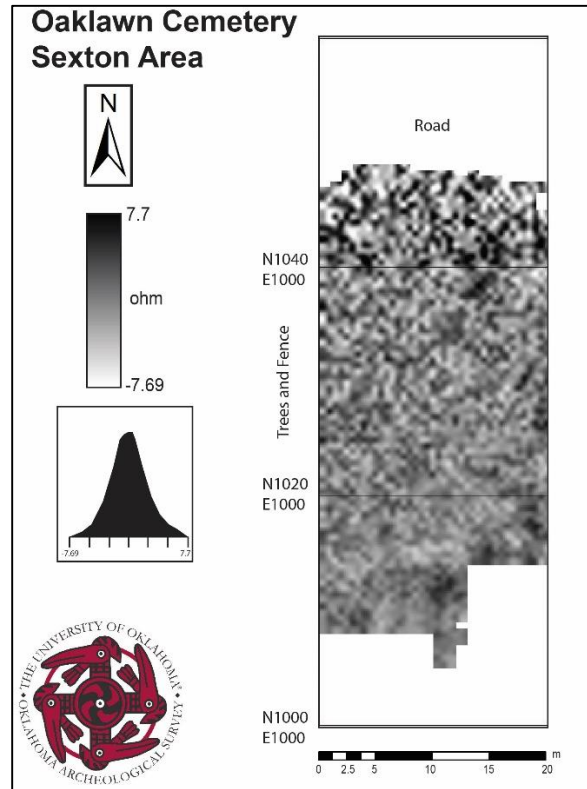 Oaklawn Cemetery
Sexton Area
N
7.7
ohm
-7.69
-7.69
7.7
THE UNIVERSITY OF OKLAHOMA®
OKLAHOMA ARCHEOLOGICAL SURVEY
Road
N1040
E1000
Trees and Fence
N1020
E1000
N1000
E1000
m
0 2.5 5 10 15 20